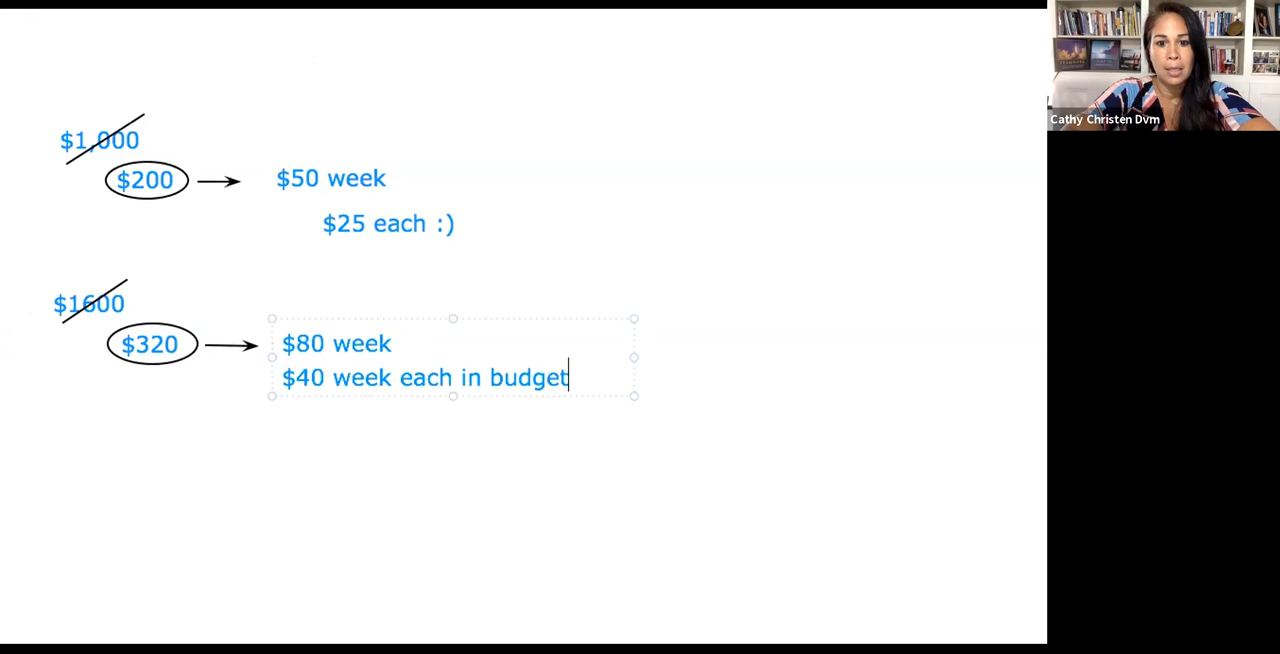 $1,000
$200
$50 week
$25 each :)
$1600
$320
$80 week
$40 week each in budget
Cathy Christen Dvm